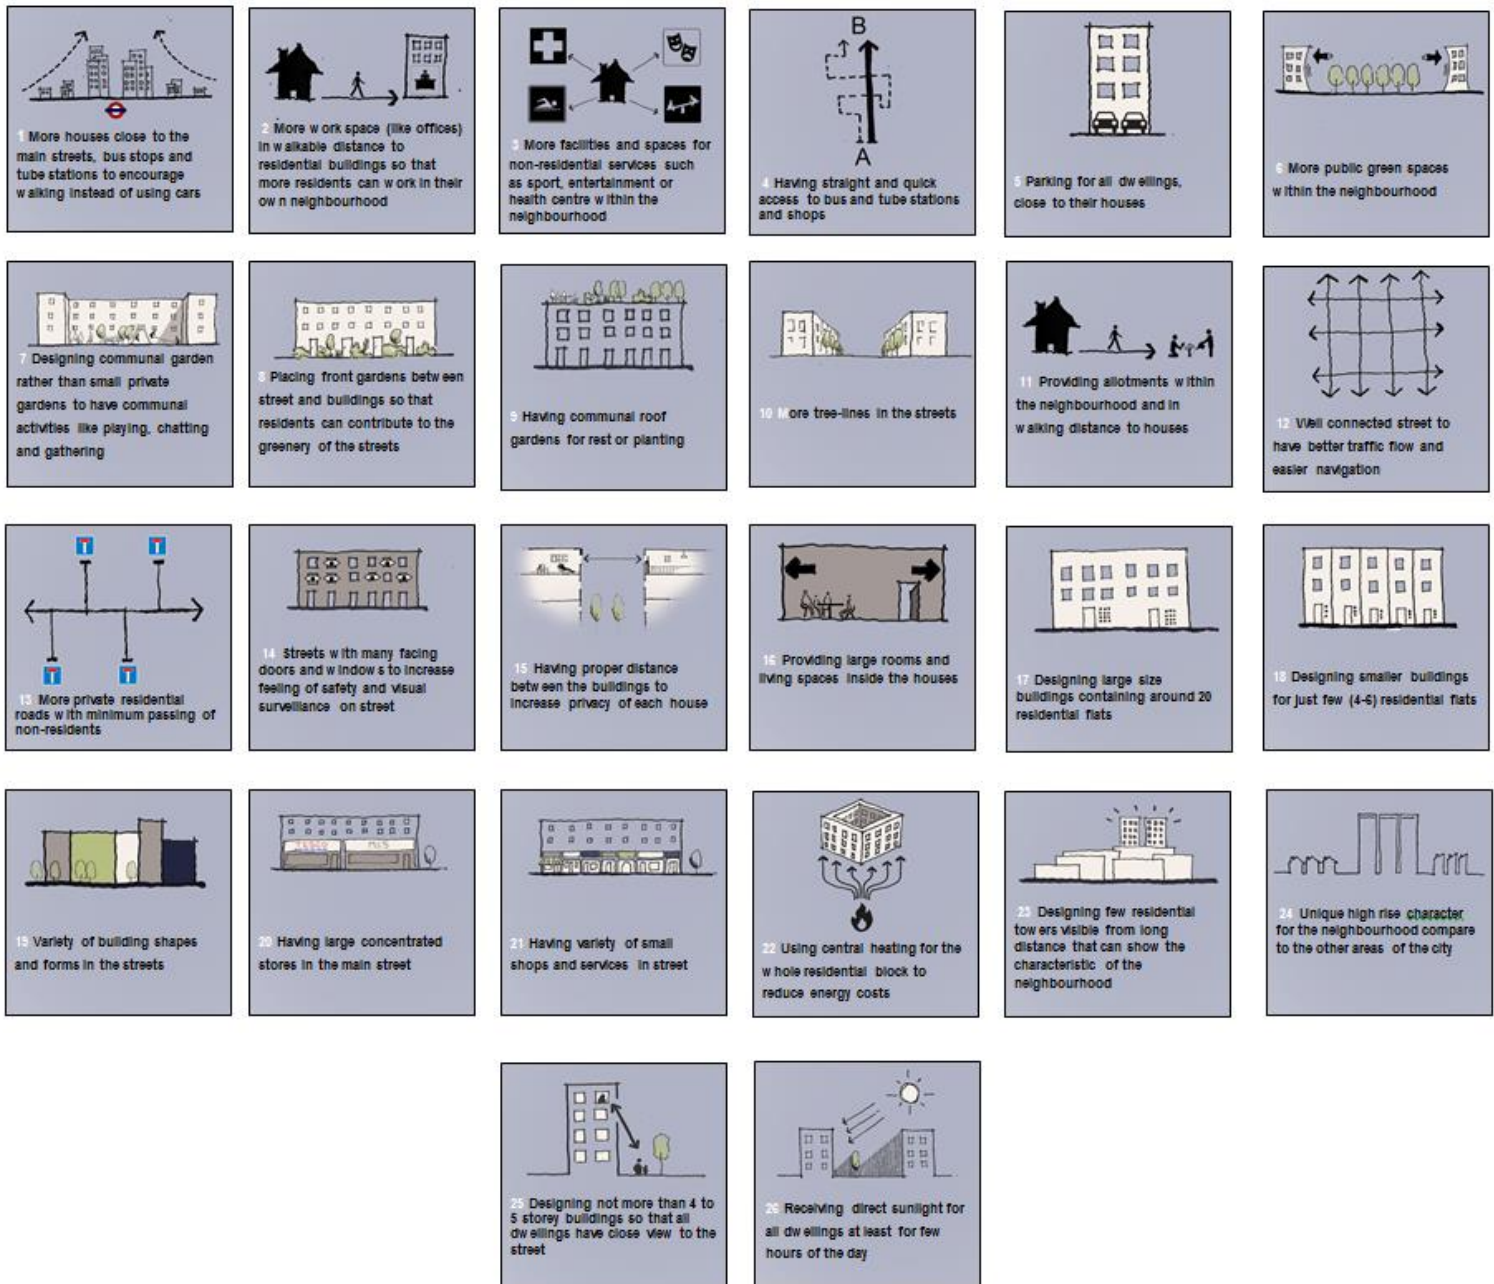 1 More houses close to the
main streets, bus stops and
tube stations to encourage
walking instead of using cars
2 More work space (like offices)
in walkable distance to
residential buildings so that
more residents can work in their
own neighbourhood
3 More facilities and spaces for
non-residential services such
as sport, entertainment or
health centre within the
neighbourhood
B
A
4 Having straight and quick
access to bus and tube stations
and shops
5 Parking for all dwellings,
close to their houses
6 More public green spaces
within the neighbourhood
7 Designing communal garden
rather than small private
gardens to have communal
activities like playing, chatting
and gathering
8 Placing front gardens between
street and buildings so that
residents can contribute to the
greenery of the streets
9 Having communal roof
gardens for rest or planting
10 More tree-lines in the streets
11 Providing allotments within
the neighbourhood and in
walking distance to houses
12 Well connected street to
have better traffic flow and
easier navigation
13 More private residential
roads with minimum passing of
non-residents
14 Streets with many facing
doors and windows to increase
feeling of safety and visual
surveillance on street
15 Having proper distance
between the buildings to
increase privacy of each house
16 Providing large rooms and
living spaces inside the houses
17 Designing large size
buildings containing around 20
residential flats
18 Designing smaller buildings
for just few (4-6) residential flats
19 Variety of building shapes
and forms in the streets
TESCO
M&S
20 Having large concentrated
stores in the main street
21 Having variety of small
shops and services in street
22 Using central heating for the
whole residential block to
reduce energy costs
23 Designing few residential
towers visible from long
distance that can show the
characteristic of the
neighbourhood
24 Unique high rise character
for the neighbourhood compare
to the other areas of the city
25 Designing not more than 4 to
5 storey buildings so that all
dwellings have close view to the
street
26 Receiving direct sunlight for
all dwellings at least for few
hours of the day